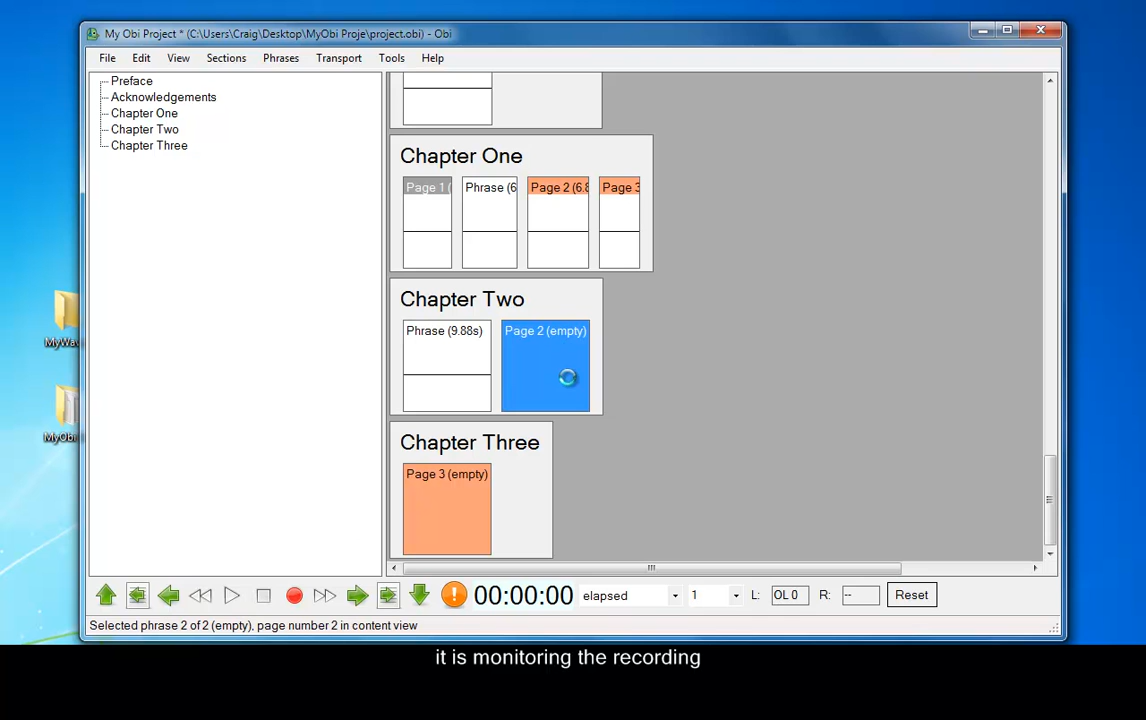 My Obi Project * (C:\Users\Craig\Desktop\MyObi Proje\project.obi) - Obi
File Edit View Sections Phrases Transport Tools Help
Preface
Acknowledgements
Chapter One
Chapter Two
Chapter Three
Chapter One
Page 1 ( Phrase (6 Page 2 (6.8 Page 3
Chapter Two
Phrase (9.88s) Page 2 (empty)
Chapter Three
Page 3 (empty)
MyWa
MyObi
00:00:00 elapsed 1 L: OL 0 R: -- Reset
Selected phrase 2 of 2 (empty), page number 2 in content view
it is monitoring the recording